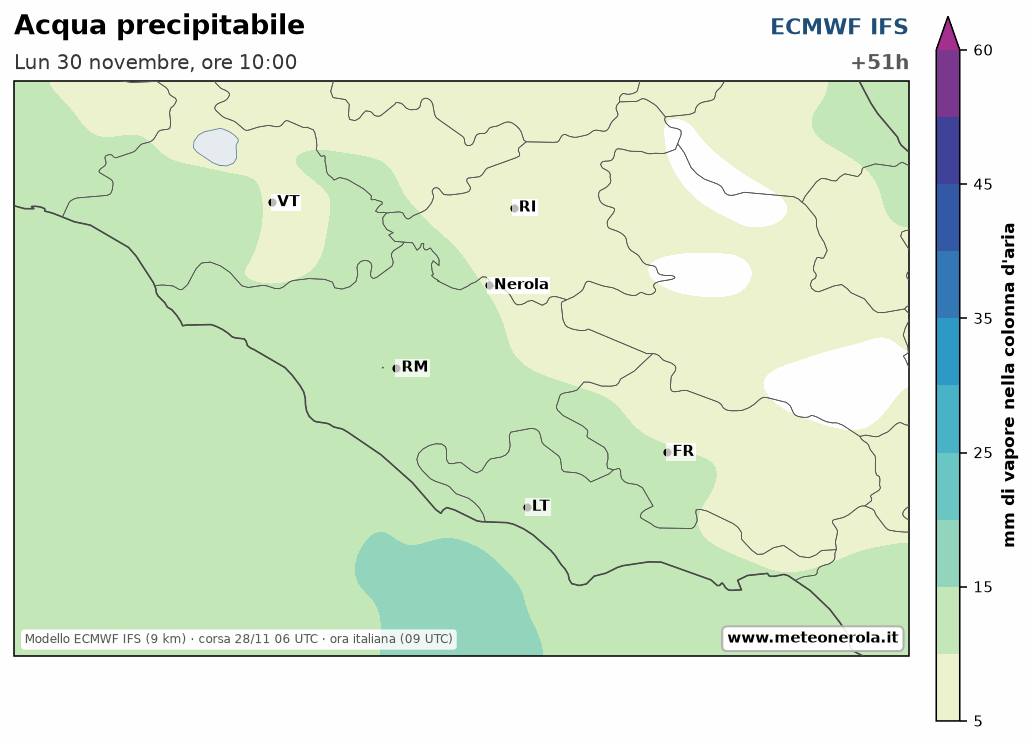 Acqua precipitabile
ECMWF IFS
Lun 30 novembre, ore 10:00
+51h
VT
RI
Nerola
RM
FR
LT
Modello ECMWF IFS (9 km) · corsa 28/11 06 UTC · ora italiana (09 UTC)
www.meteonerola.it
60
45
35
25
15
5
mm di vapore nella colonna d'aria